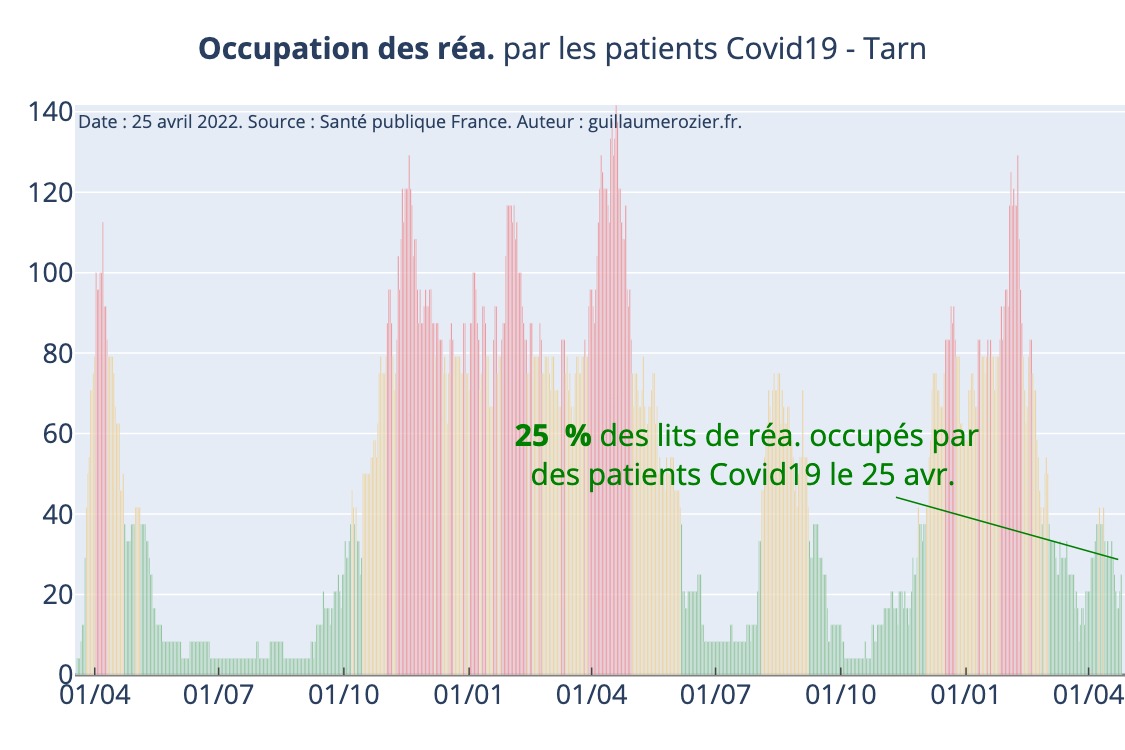 Occupation des réa. par les patients Covid19 - Tarn
140
Date : 25 avril 2022. Source : Santé publique France. Auteur : guillaumerozier.fr.
120
100
80
60
25 % des lits de réa. occupés par
des patients Covid19 le 25 avr.
40
20
0
01/04 01/07 01/10 01/01 01/04 01/07 01/10 01/01 01/04